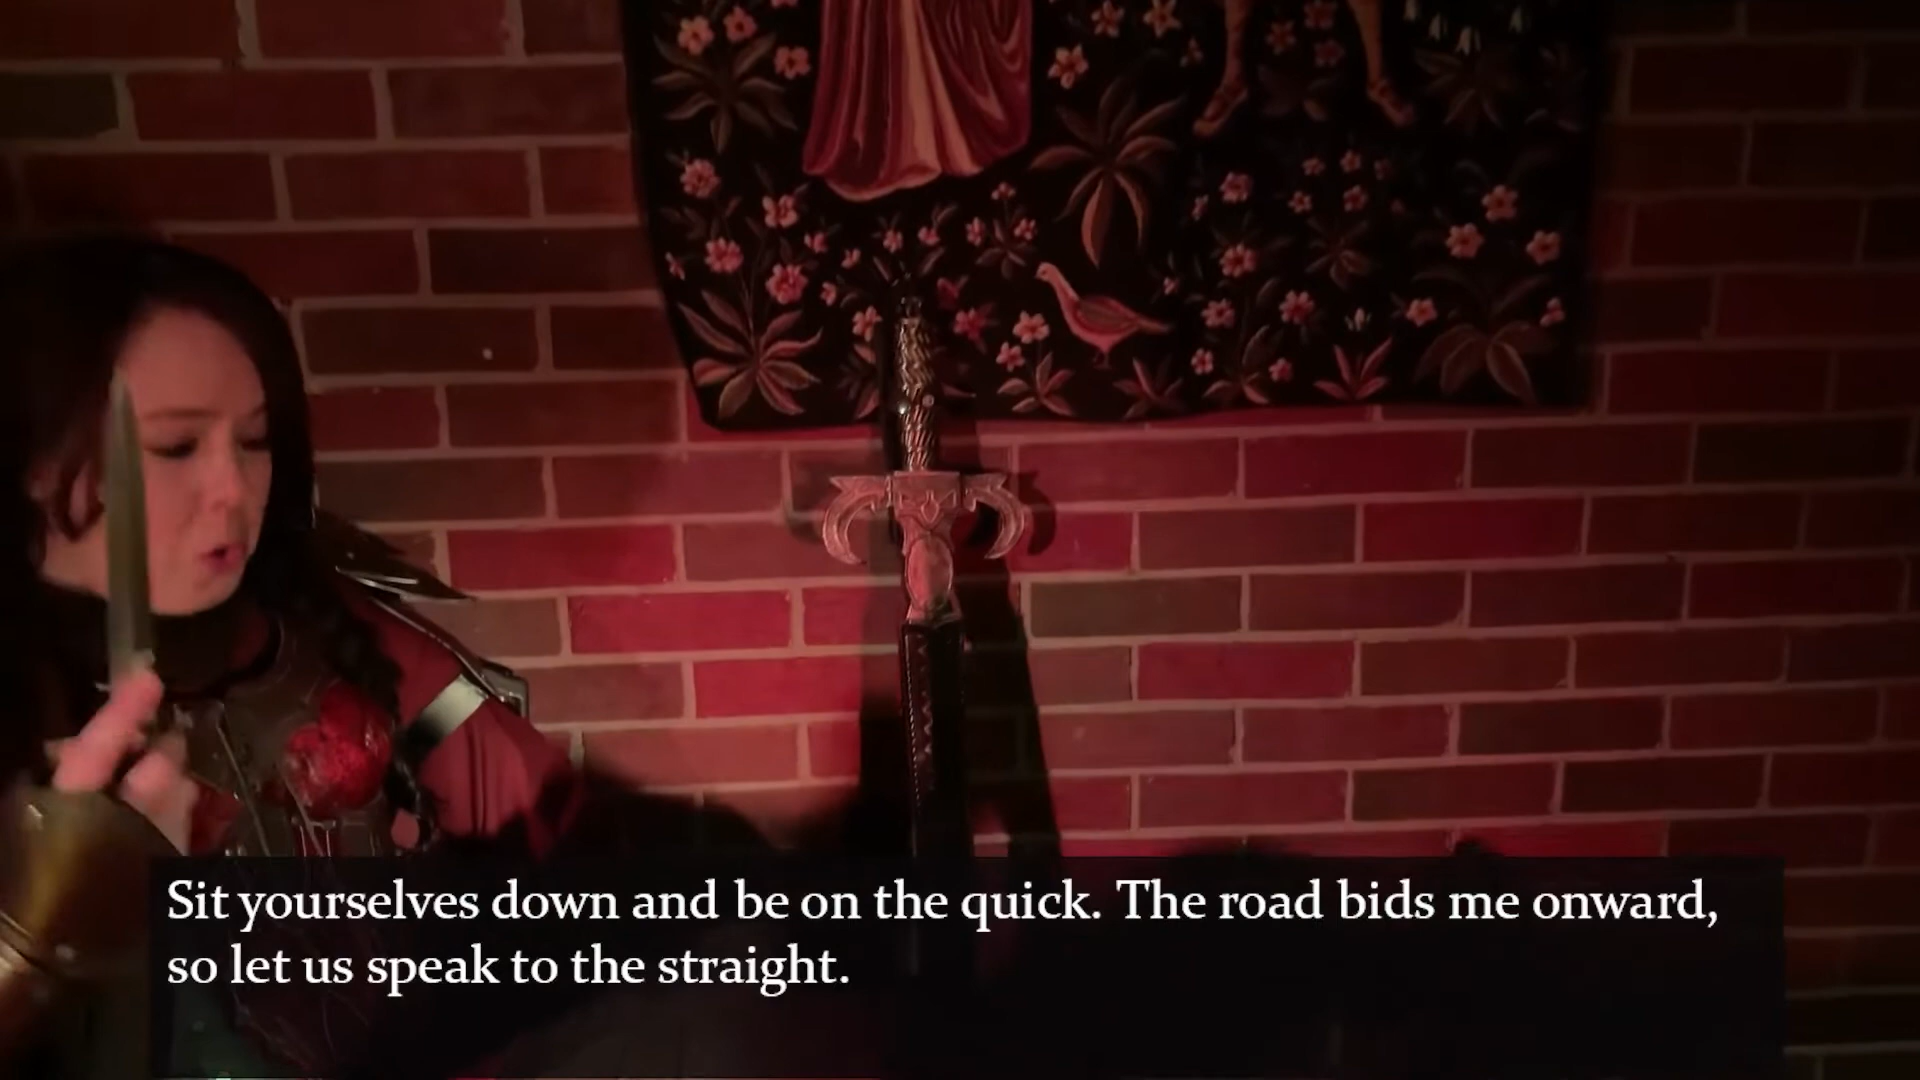 Sit yourselves down and be on the quick. The road bids me onward,
so let us speak to the straight.